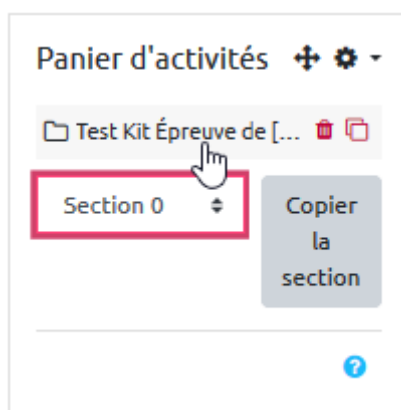 Panier d'activités
Test Kit Épreuve de [...
Section 0
Copier
la
section
?